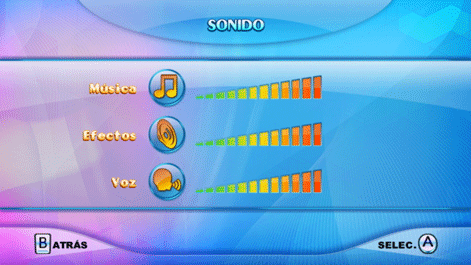 SONIDO
Música
Efectos
Voz
B ATRÁS
SELEC. A